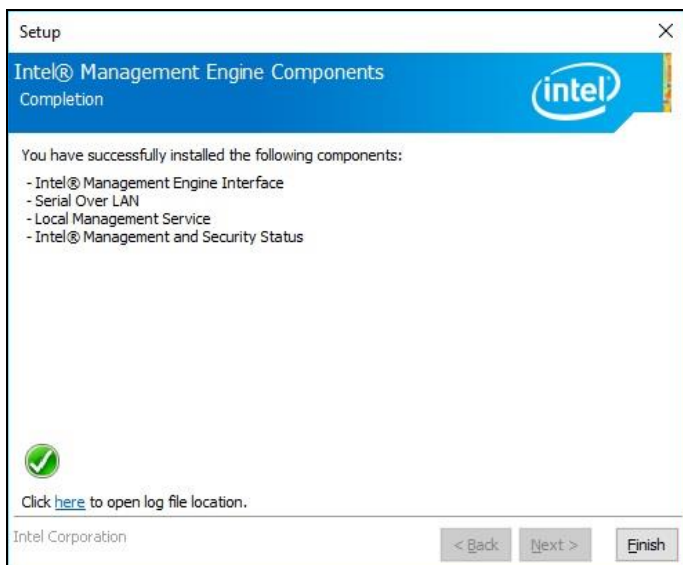 Setup
Intel® Management Engine Components
Completion
intel
You have successfully installed the following components:
- Intel® Management Engine Interface
- Serial Over LAN
- Local Management Service
- Intel® Management and Security Status
Click here to open log file location.
Intel Corporation
< Back Next > Finish